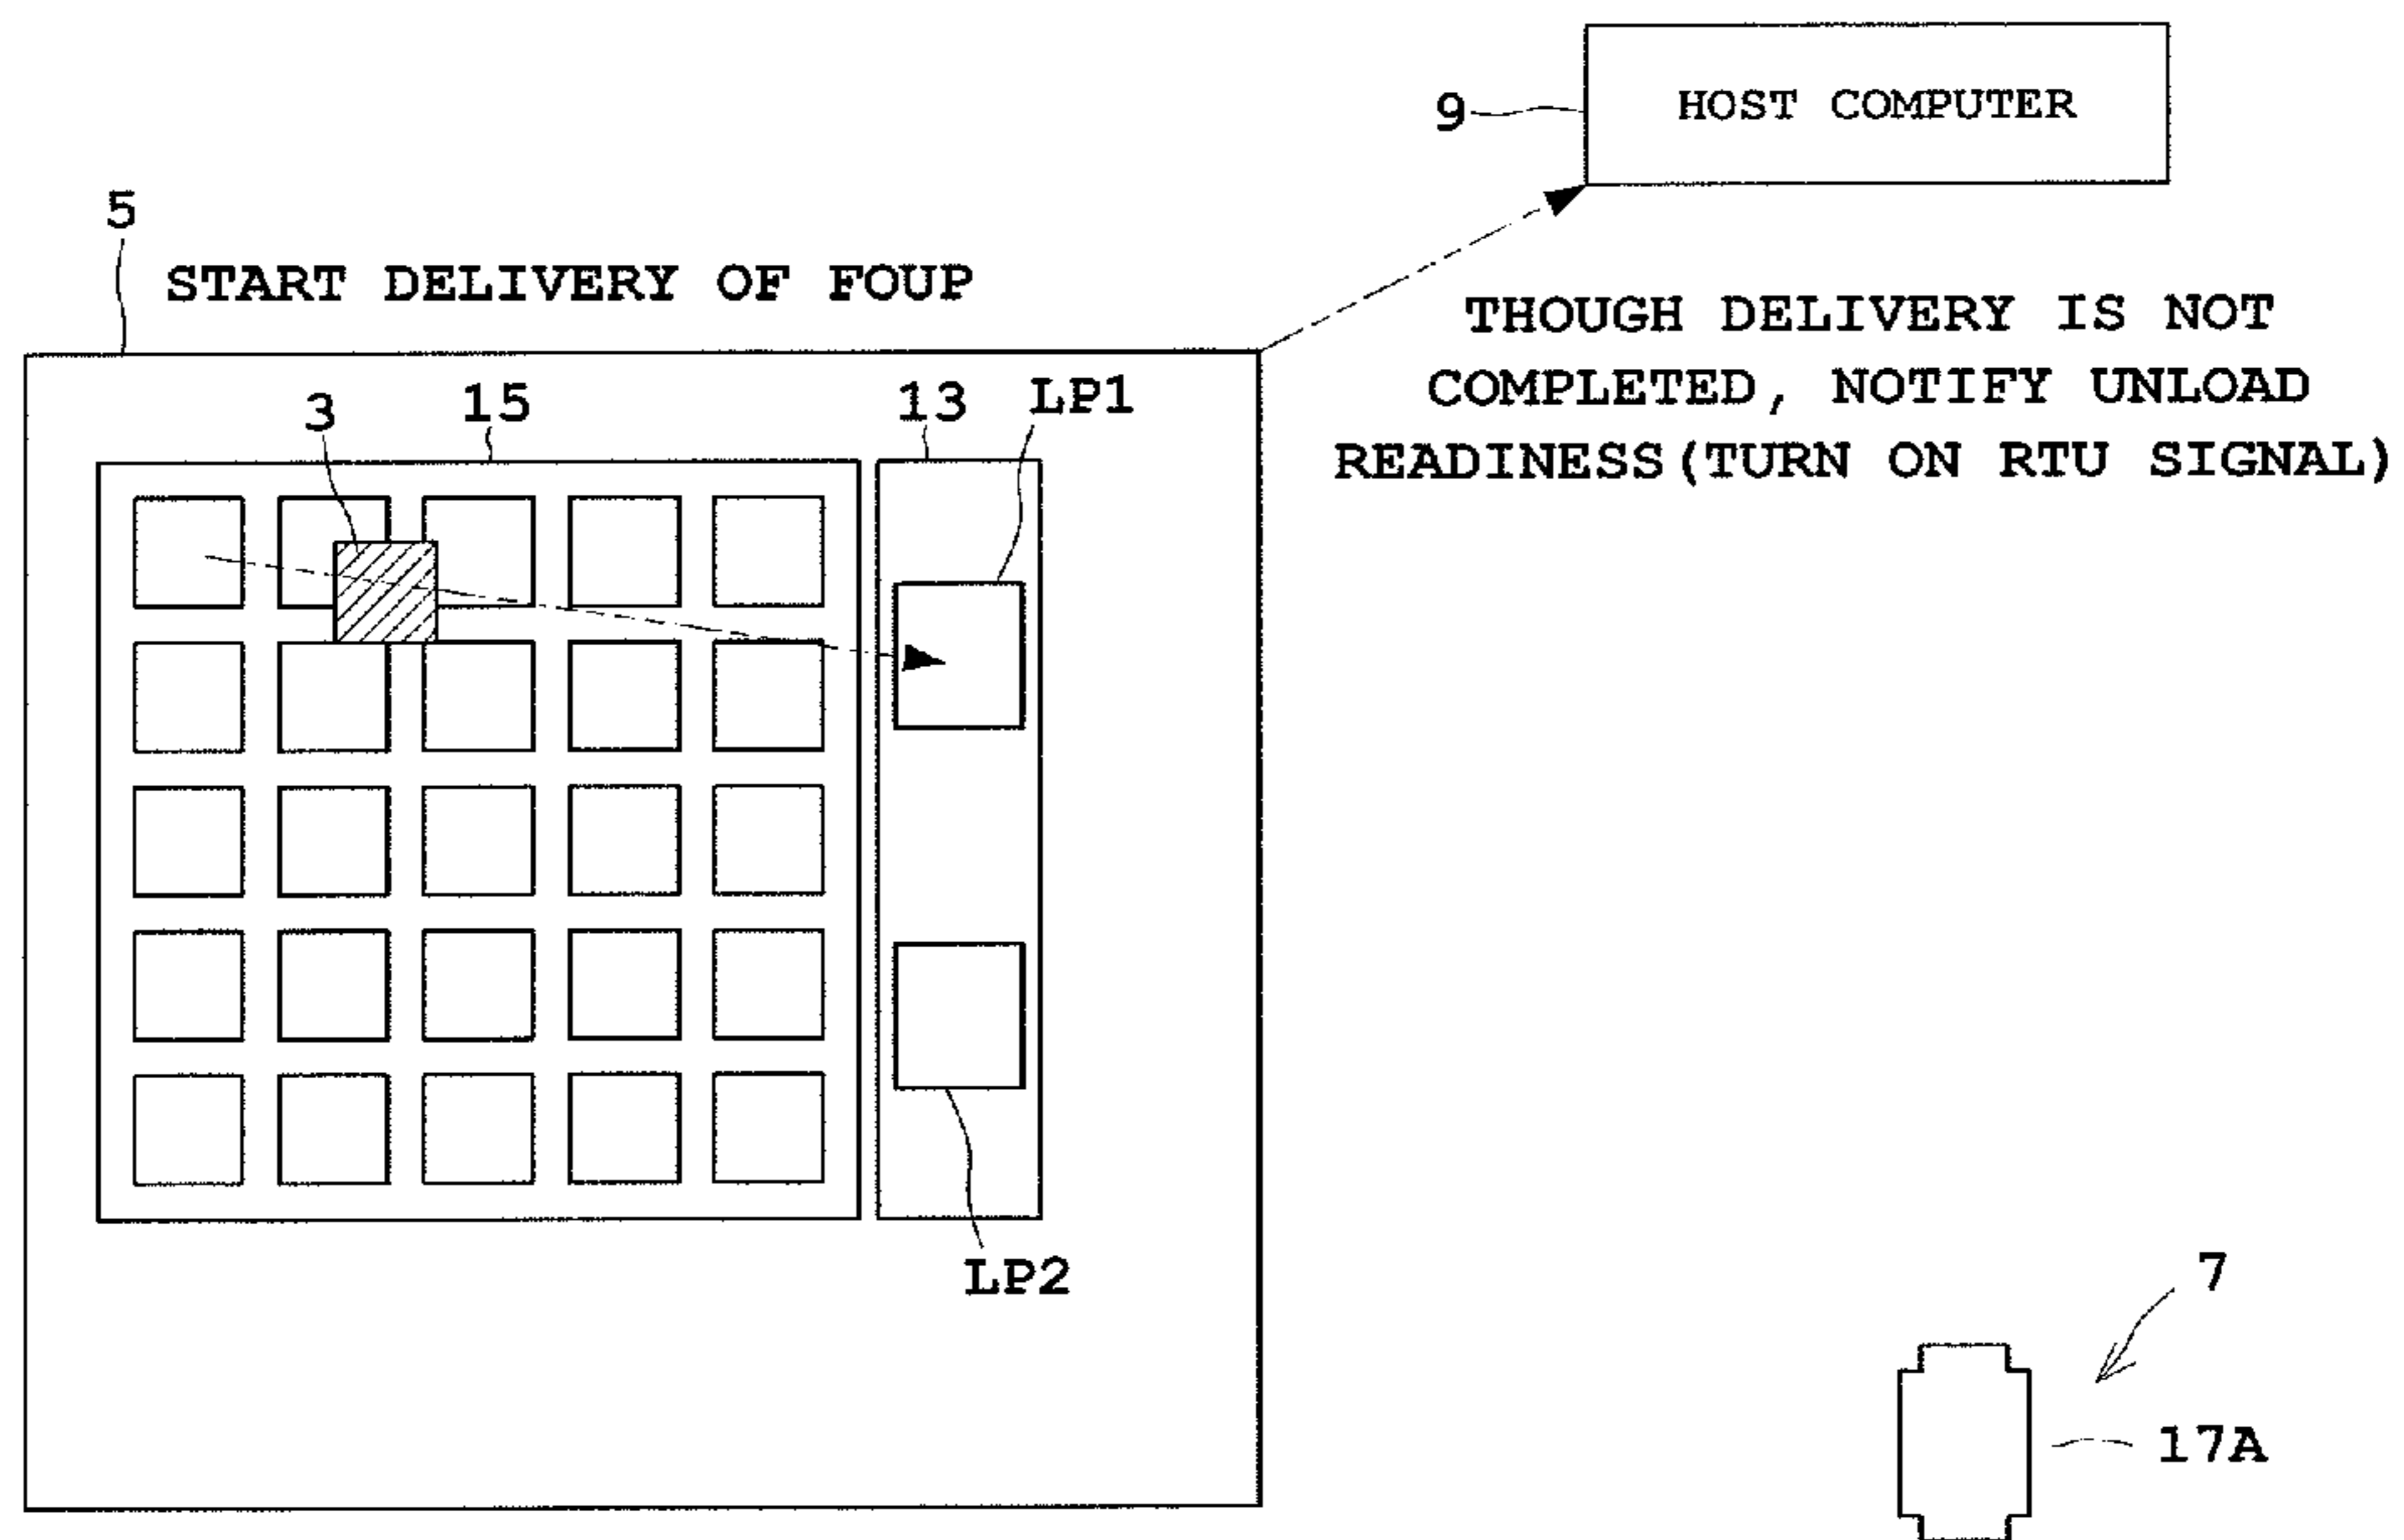 9
HOST COMPUTER
5
START DELIVERY OF FOUP
THOUGH DELIVERY IS NOT
COMPLETED, NOTIFY UNLOAD
READINESS(TURN ON RTU SIGNAL)
3
15
13
LP1
LP2
7
17A